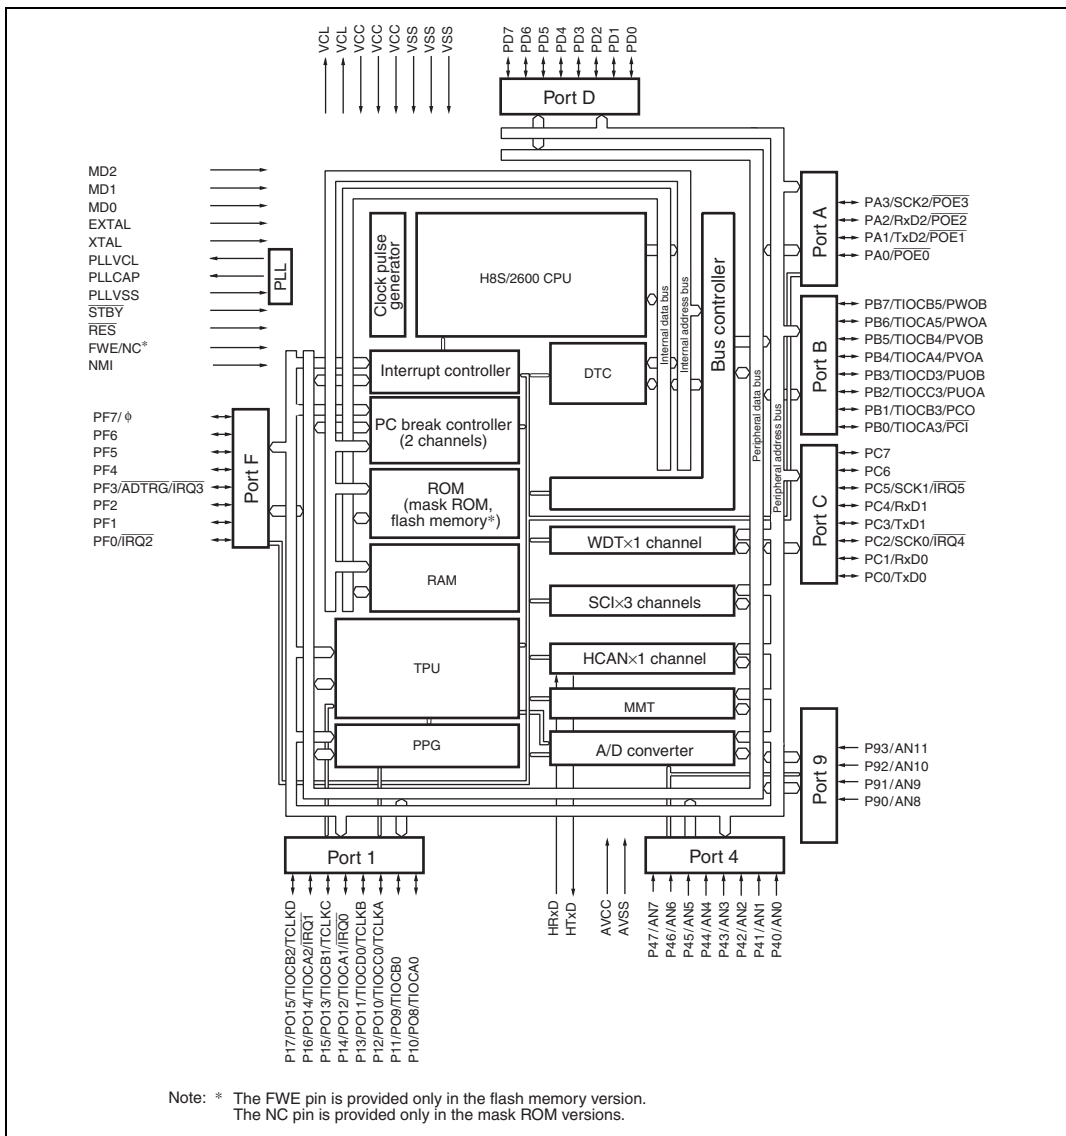 VCL
VCL
VCC
VCC
VCC
VSS
VSS
VSS
PD7
PD6
PD5
PD4
PD3
PD2
PD1
PD0
Port D
MD2
MD1
MD0
EXTAL
XTAL
PLLVCL
PLLCAP
PLLVSS
STBY
RES
FWE/NC*
NMI
PLL
Clock pulse
generator
H8S/2600 CPU
Internal data bus
Internal address bus
Bus controller
Peripheral data bus
Peripheral address bus
Port A
PA3/SCK2/POE3
PA2/RxD2/POE2
PA1/TxD2/POE1
PA0/POE0
Interrupt controller
DTC
Port B
PB7/TIOCB5/PWOB
PB6/TIOCA5/PWOA
PB5/TIOCB4/PVOB
PB4/TIOCA4/PVOA
PB3/TIOCD3/PUOB
PB2/TIOCC3/PUOA
PB1/TIOCB3/PCO
PB0/TIOCA3/PCI
PF7/ ϕ
PF6
PF5
PF4
PF3/ADTRG/IRQ3
PF2
PF1
PF0/IRQ2
Port F
PC break controller
(2 channels)
ROM
(mask ROM,
flash memory*)
RAM
WDT×1 channel
SCI×3 channels
Port C
PC7
PC6
PC5/SCK1/IRQ5
PC4/RxD1
PC3/TxD1
PC2/SCK0/IRQ4
PC1/RxD0
PC0/TxD0
TPU
HCAN×1 channel
MMT
PPG
A/D converter
Port 9
P93/AN11
P92/AN10
P91/AN9
P90/AN8
Port 1
Port 4
P17/PO15/TIOCB2/TCLKD
P16/PO14/TIOCA2/IRQ1
P15/PO13/TIOCB1/TCLKC
P14/PO12/TIOCA1/IRQ0
P13/PO11/TIOCD0/TCLKB
P12/PO10/TIOCC0/TCLKA
P11/PO9/TIOCB0
P10/PO8/TIOCA0
HRxD
HTxD
AVCC
AVSS
P47/AN7
P46/AN6
P45/AN5
P44/AN4
P43/AN3
P42/AN2
P41/AN1
P40/AN0
Note: * The FWE pin is provided only in the flash memory version.
The NC pin is provided only in the mask ROM versions.